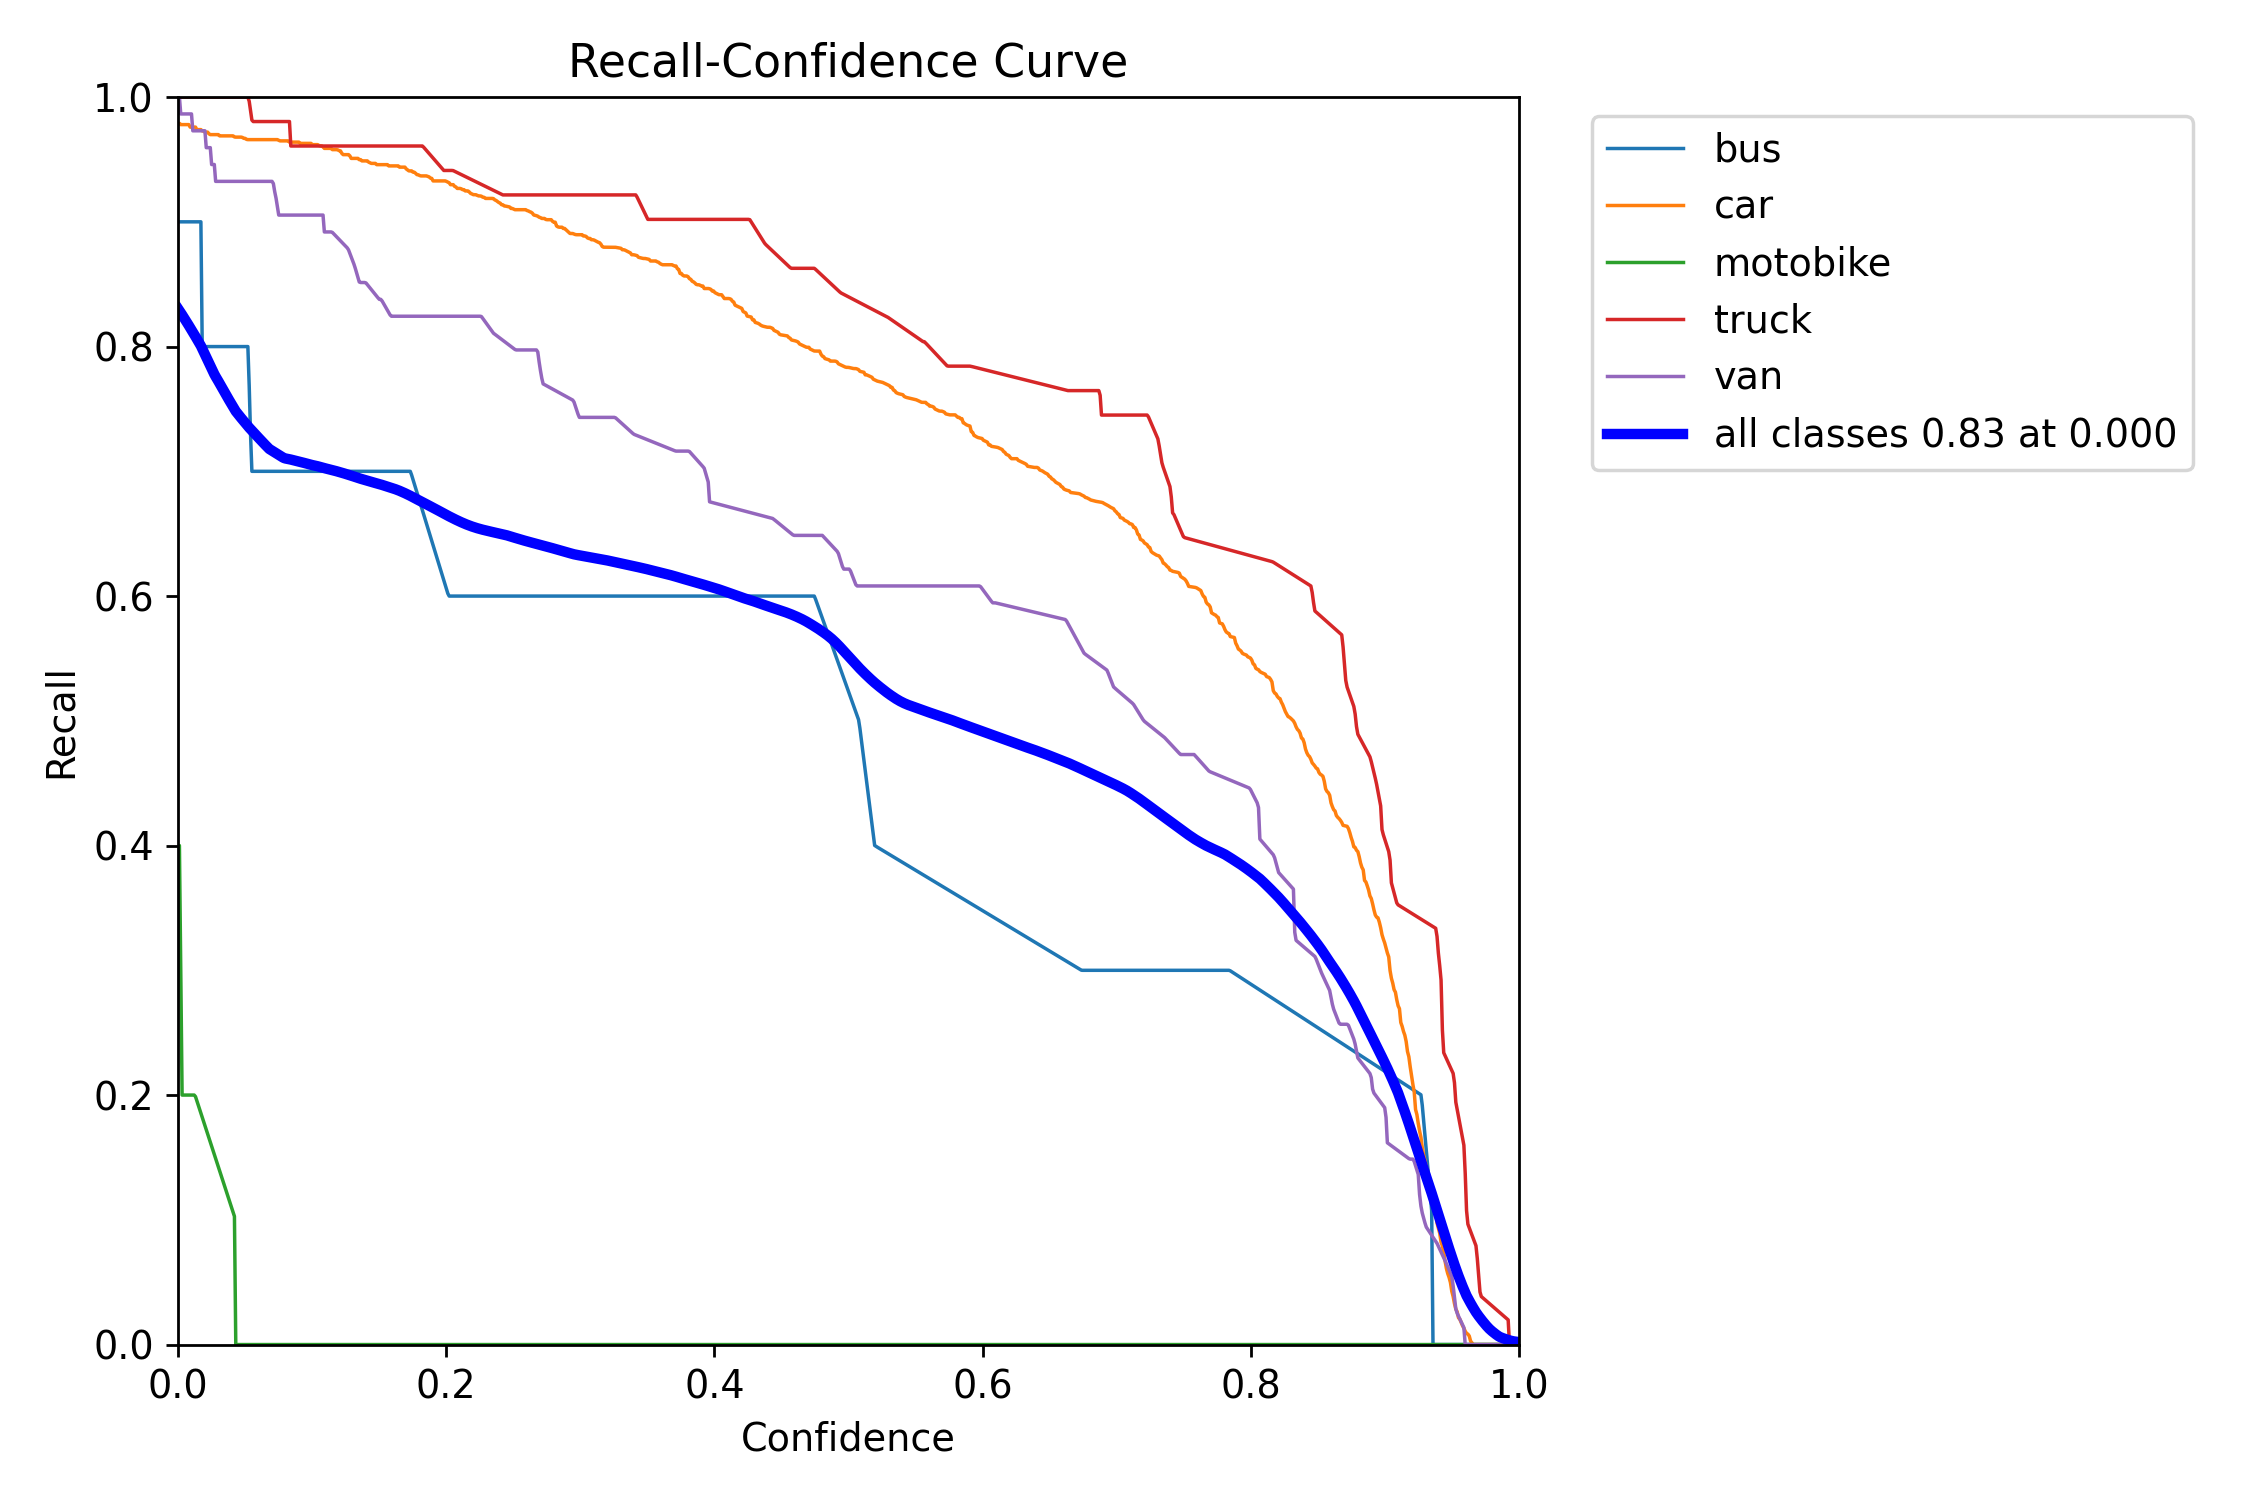 Recall-Confidence Curve
1.0
0.8
0.6
0.4
0.2
0.0
Recall
0.0 0.2 0.4 0.6 0.8 1.0
Confidence
bus
car
motobike
truck
van
all classes 0.83 at 0.000